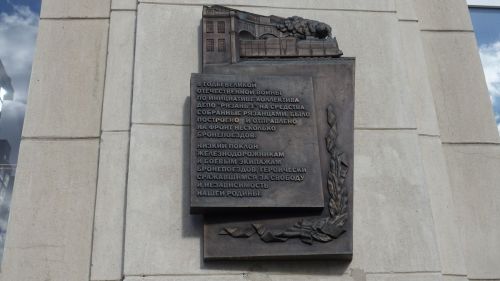 В ГОДЫ ВЕЛИКОЙ
ОТЕЧЕСТВЕННОЙ ВОЙНЫ
ПО ИНИЦИАТИВЕ КОЛЛЕКТИВА
ДЕПО "РЯЗАНЬ", НА СРЕДСТВА
СОБРАННЫЕ РЯЗАНЦАМИ, БЫЛО
ПОСТРОЕНО И ОТПРАВЛЕНО
НА ФРОНТ НЕСКОЛЬКО
БРОНЕПОЕЗДОВ.
НИЗКИЙ ПОКЛОН
ЖЕЛЕЗНОДОРОЖНИКАМ
И БОЕВЫМ ЭКИПАЖАМ
БРОНЕПОЕЗДОВ, ГЕРОИЧЕСКИ
СРАЖАВШИМСЯ ЗА СВОБОДУ
И НЕЗАВИСИМОСТЬ
НАШЕЙ РОДИНЫ.